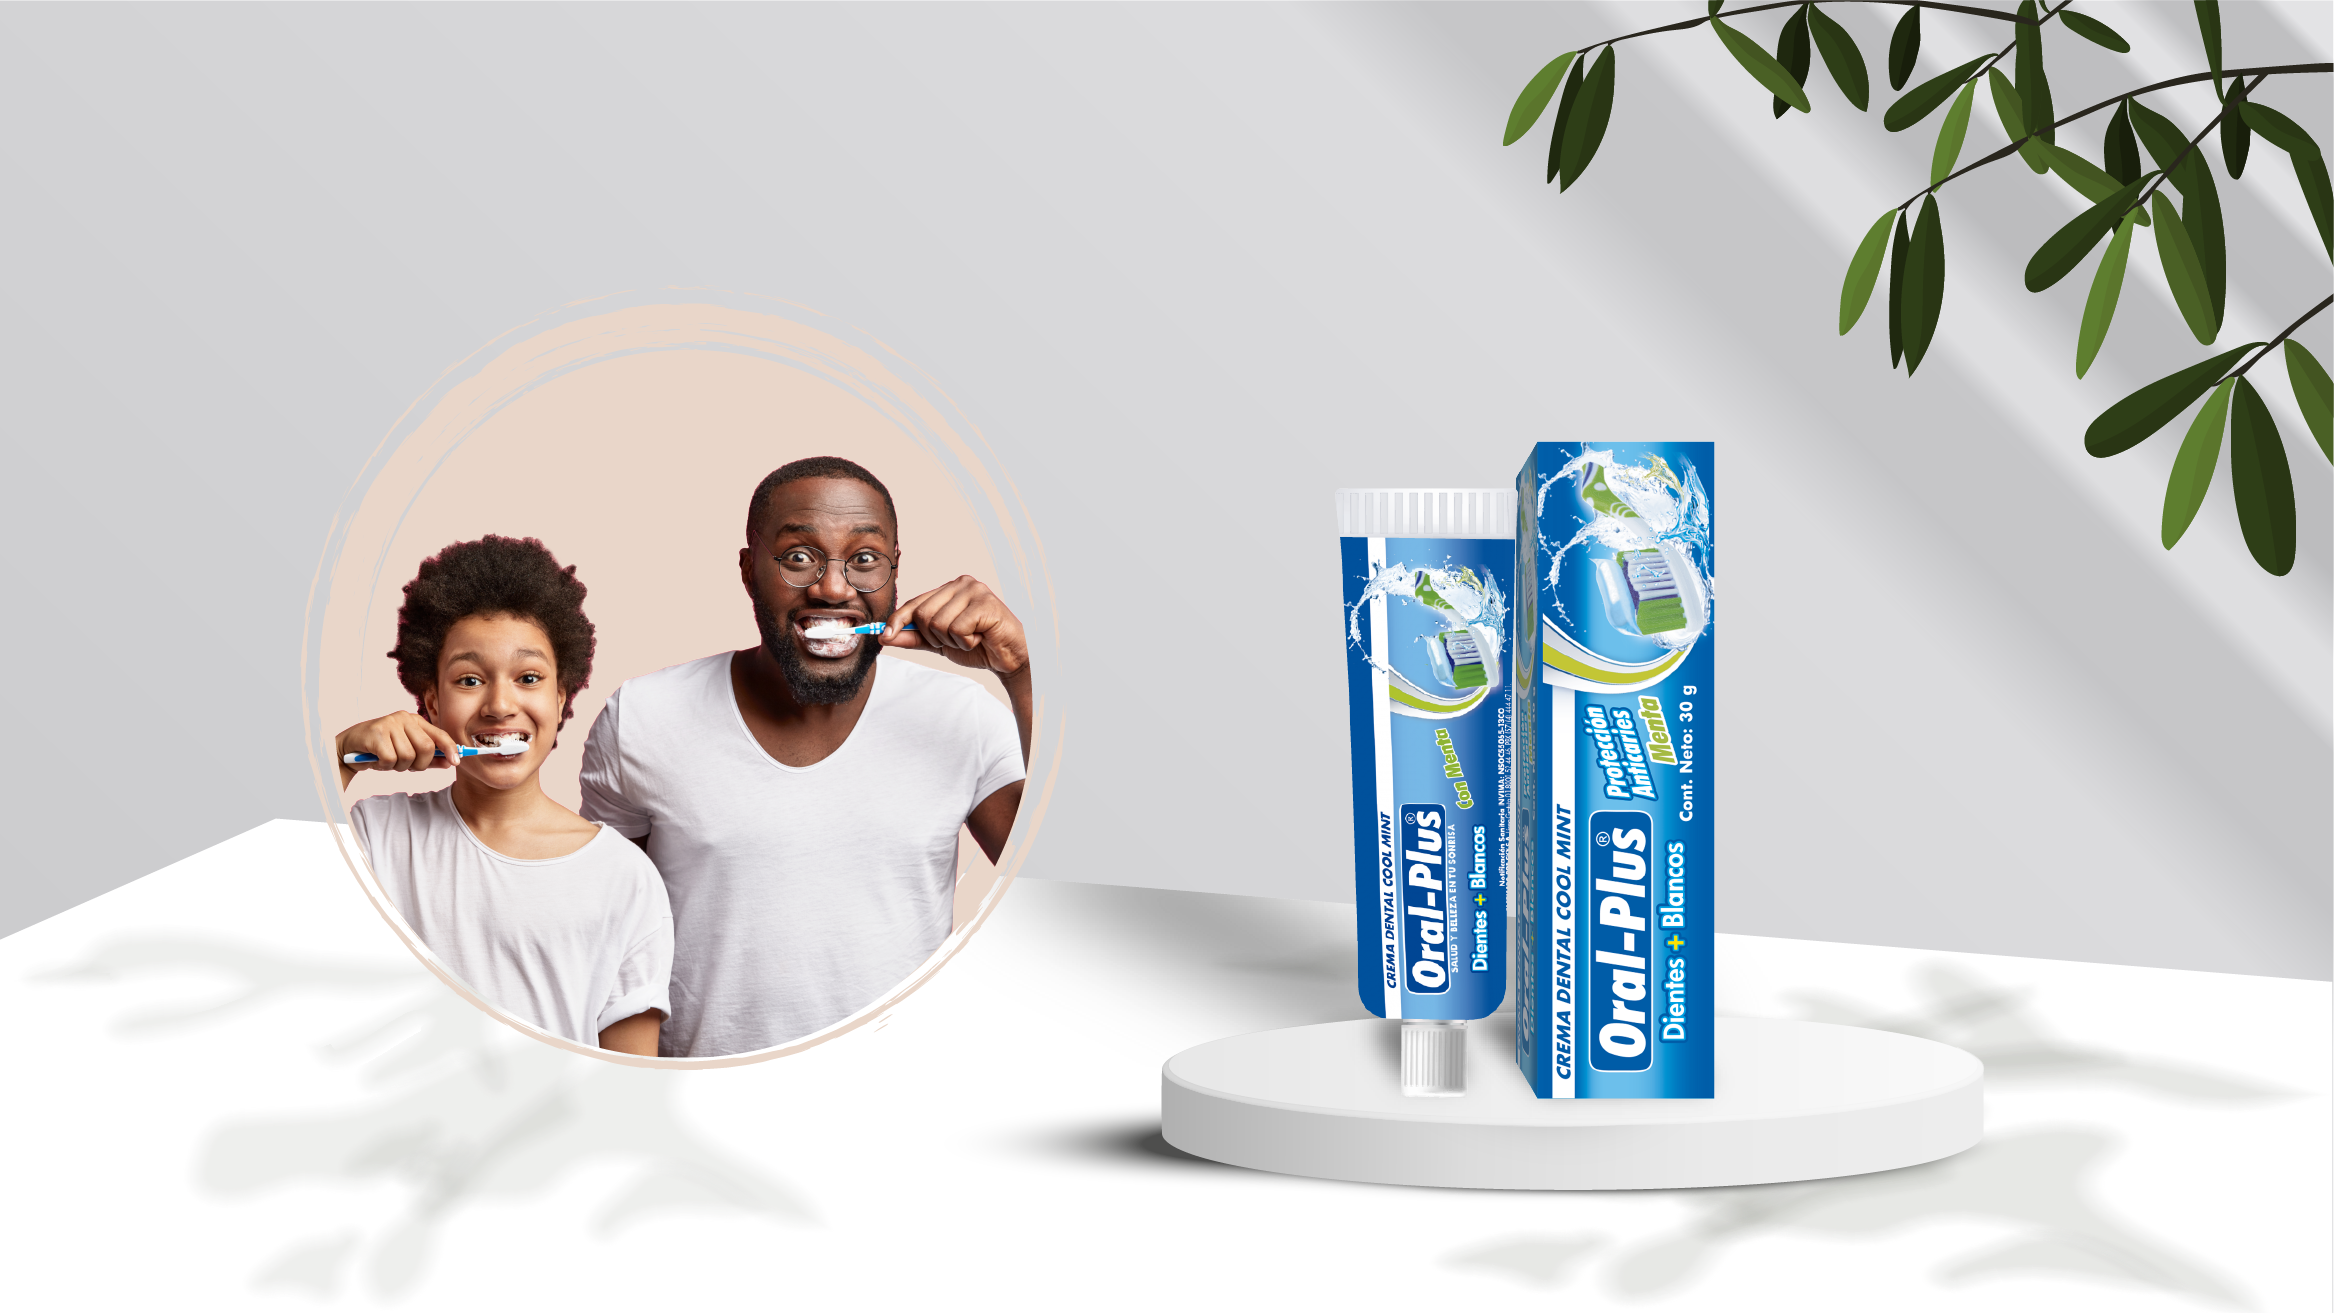 CREMA DENTAL COOL MINT
Oral-Plus®
SALUD Y BELLEZA EN TU SONRISA
Con Menta
Dientes + Blancos
CREMA DENTAL COOL MINT
Oral-Plus®
Protección
Anticaries
Menta
Dientes + Blancos
Cont. Neto: 30 g